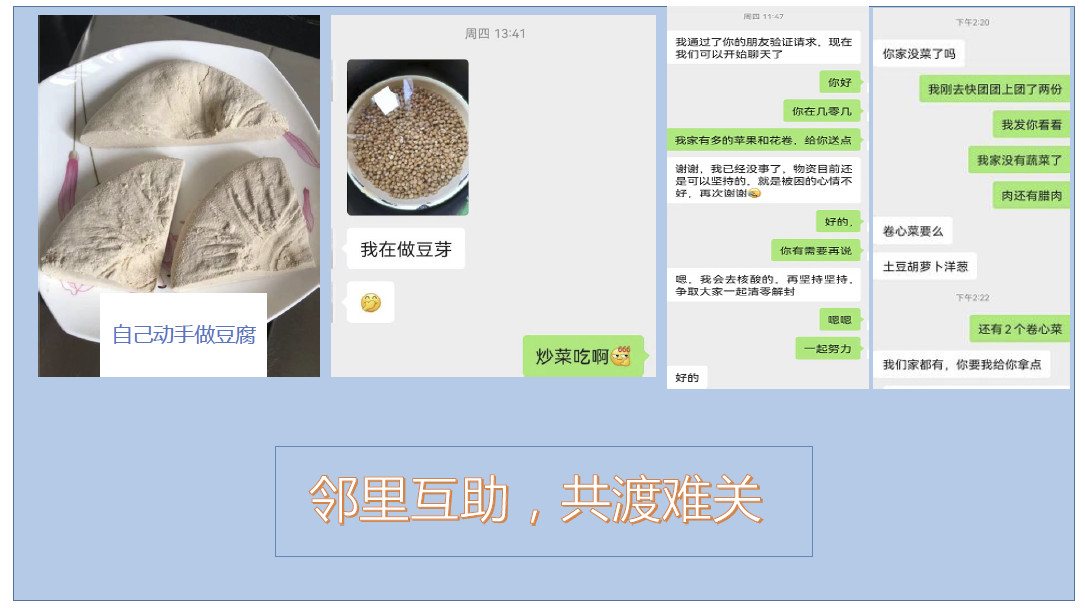 自己动手做豆腐
周四 13:41
我在做豆芽
炒菜吃啊
周四 11:47
我通过了你的朋友验证请求，现在
我们可以开始聊天了
你好
你在几零几
我家有多的苹果和花卷，给你送点
谢谢，我已经没事了，物资目前还
是可以坚持的，就是被困的心情不
好，再次谢谢
好的，
你有需要再说
嗯，我会去核酸的，再坚持坚持，
争取大家一起清零解封
嗯嗯
一起努力
好的
下午2:20
你家没菜了吗
我刚去快团团上团了两份
我发你看看
我家没有蔬菜了
肉还有腊肉
卷心菜要么
土豆胡萝卜洋葱
下午2:22
还有2个卷心菜
我们家都有，你要我给你拿点
邻里互助，共渡难关